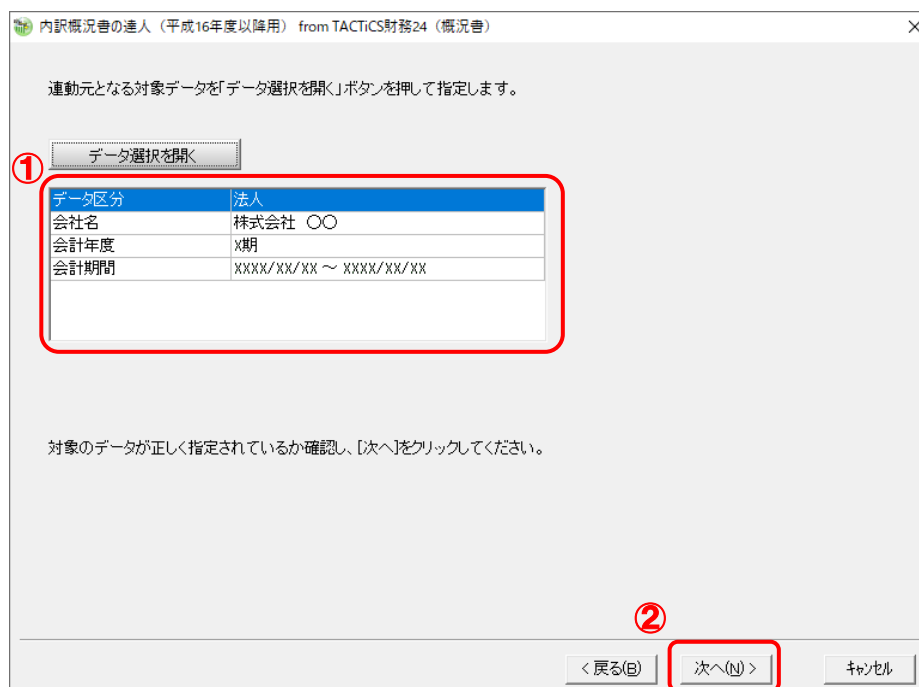 内訳概況書の達人（平成16年度以降用） from TACTiCS財務24（概況書）
連動元となる対象データを「データ選択を開く」ボタンを押して指定します。
① データ選択を開く
データ区分 法人
会社名 株式会社 〇〇
会計年度 X期
会計期間 XXXX/XX/XX ～ XXXX/XX/XX
対象のデータが正しく指定されているか確認し、[次へ]をクリックしてください。
②
< 戻る(B) 次へ(N) > キャンセル